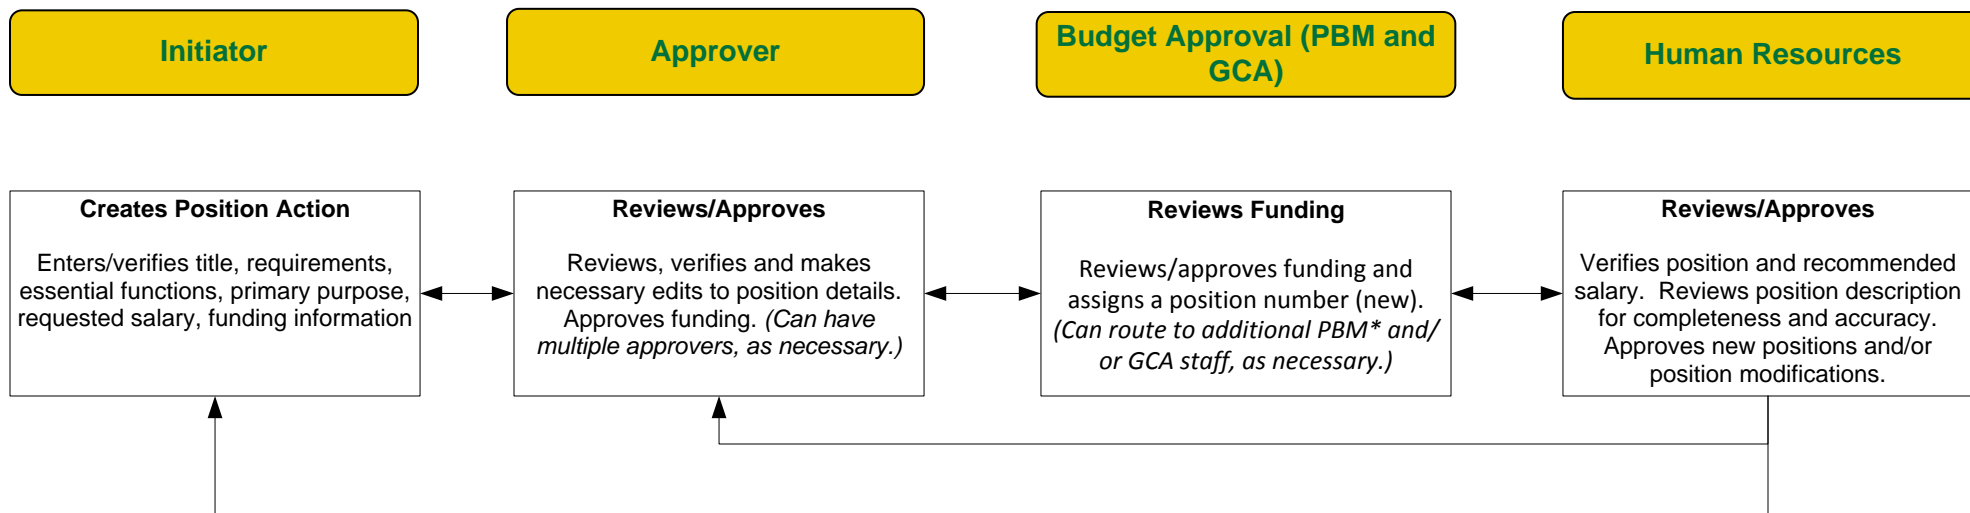 Initiator
Approver
Budget Approval (PBM and
GCA)
Human Resources
Creates Position Action
Enters/verifies title, requirements,
essential functions, primary purpose,
requested salary, funding information
Reviews/Approves
Reviews, verifies and makes
necessary edits to position details.
Approves funding. (Can have
multiple approvers, as necessary.)
Reviews Funding
Reviews/approves funding and
assigns a position number (new).
(Can route to additional PBM* and/
or GCA staff, as necessary.)
Reviews/Approves
Verifies position and recommended
salary.  Reviews position description
for completeness and accuracy.
Approves new positions and/or
position modifications.